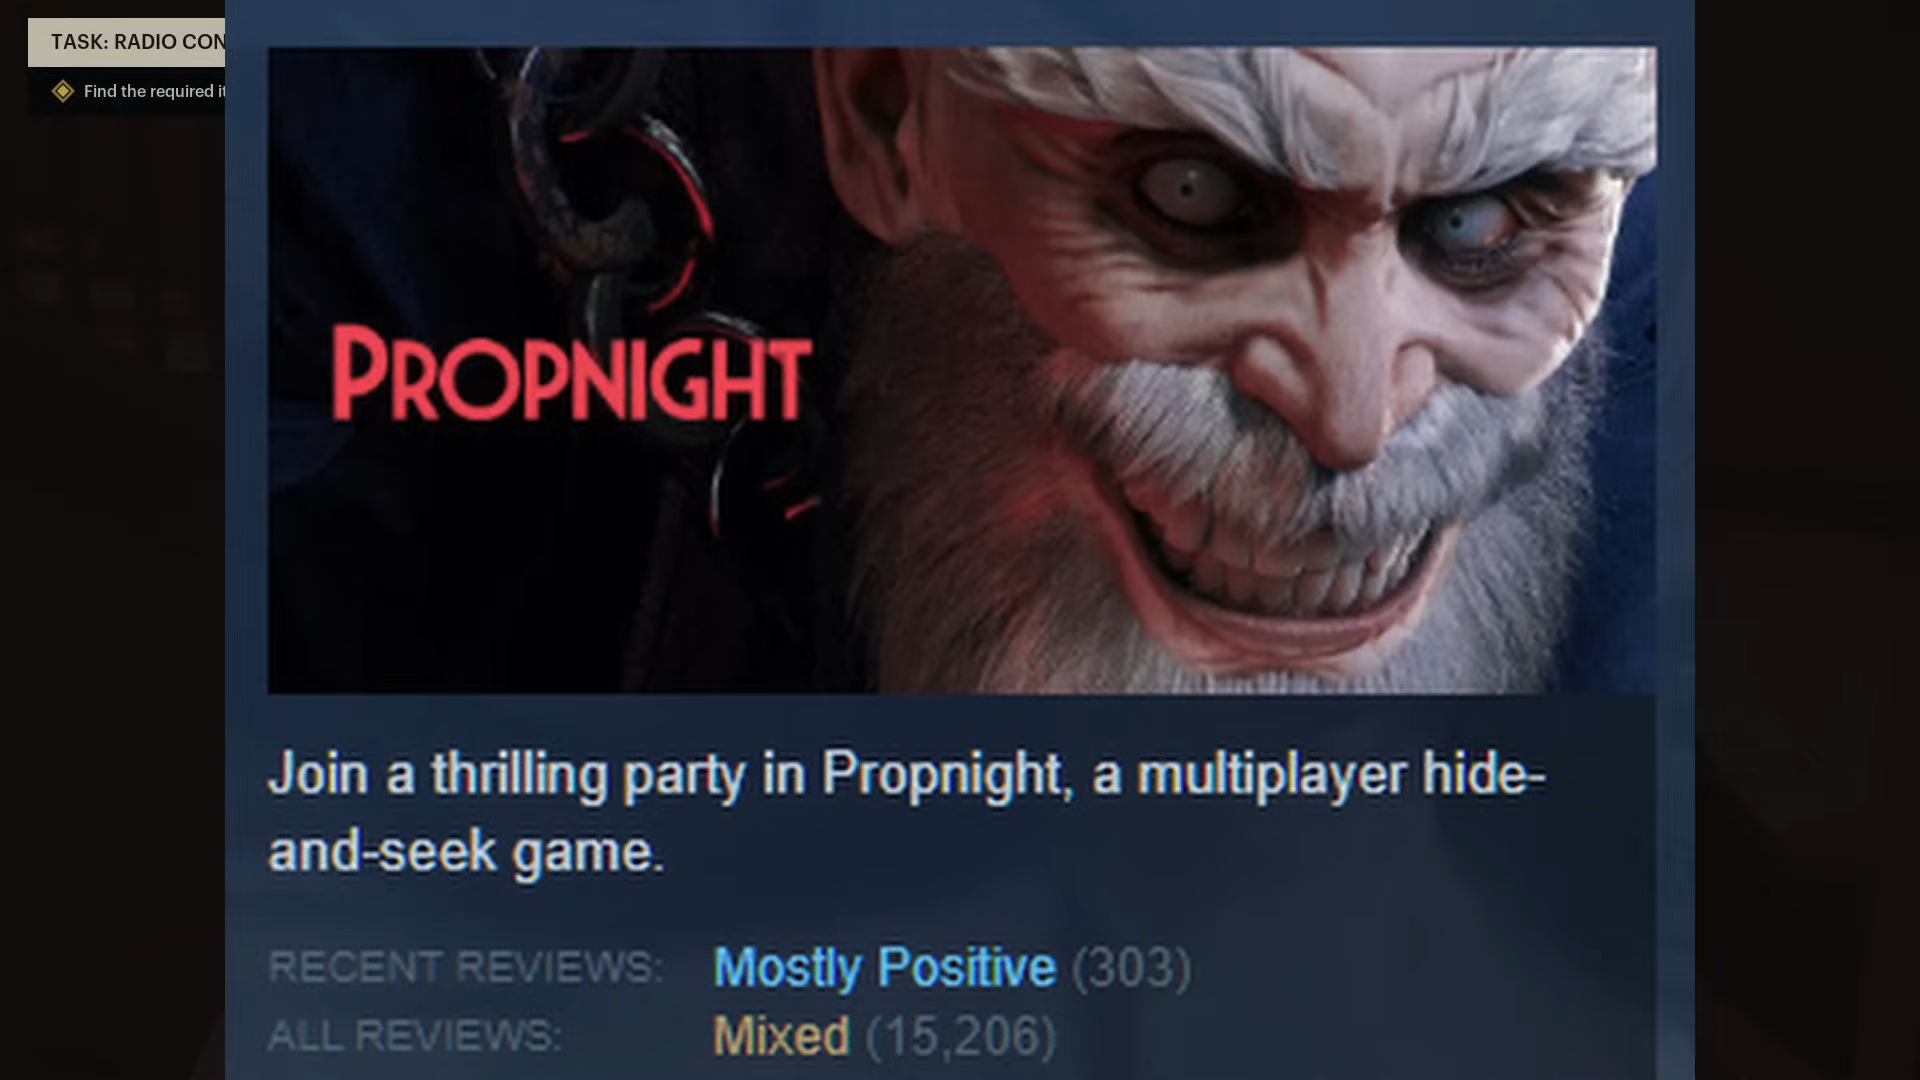 TASK: RADIO CON
Find the required it
PROPNIGHT
Join a thrilling party in Propnight, a multiplayer hide-
and-seek game.
RECENT REVIEWS: Mostly Positive (303)
ALL REVIEWS: Mixed (15,206)